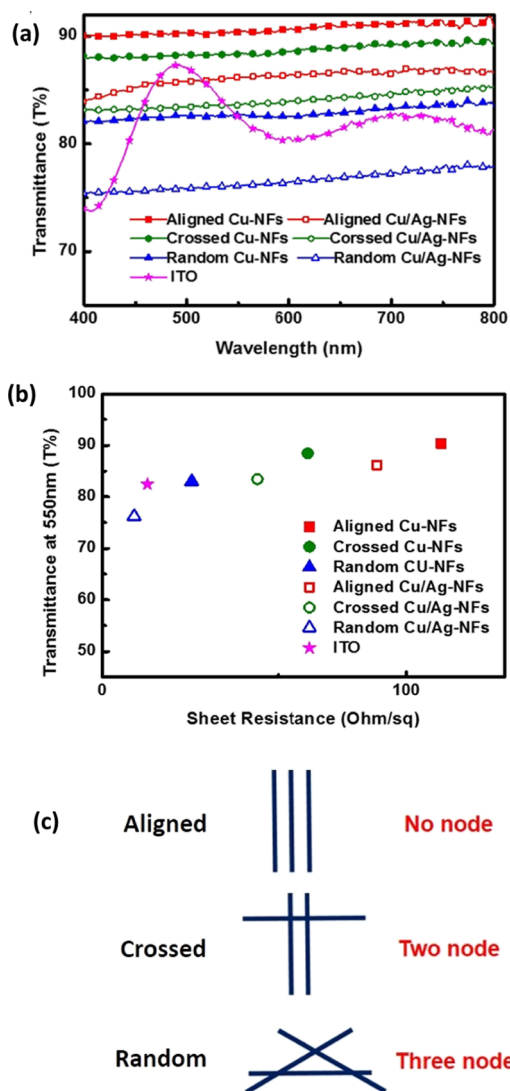 (a)
90
80
70
Transmittance (T%)
Aligned Cu-NFs
Aligned Cu/Ag-NFs
Crossed Cu-NFs
Corssed Cu/Ag-NFs
Random Cu-NFs
Random Cu/Ag-NFs
ITO
400 500 600 700 800
Wavelength (nm)
(b)
100
90
80
70
60
50
Transmittance at 550nm (T%)
Aligned Cu-NFs
Crossed Cu-NFs
Random CU-NFs
Aligned Cu/Ag-NFs
Crossed Cu/Ag-NFs
Random Cu/Ag-NFs
ITO
0 100
Sheet Resistance (Ohm/sq)
(c)
Aligned No node
Crossed Two node
Random Three node